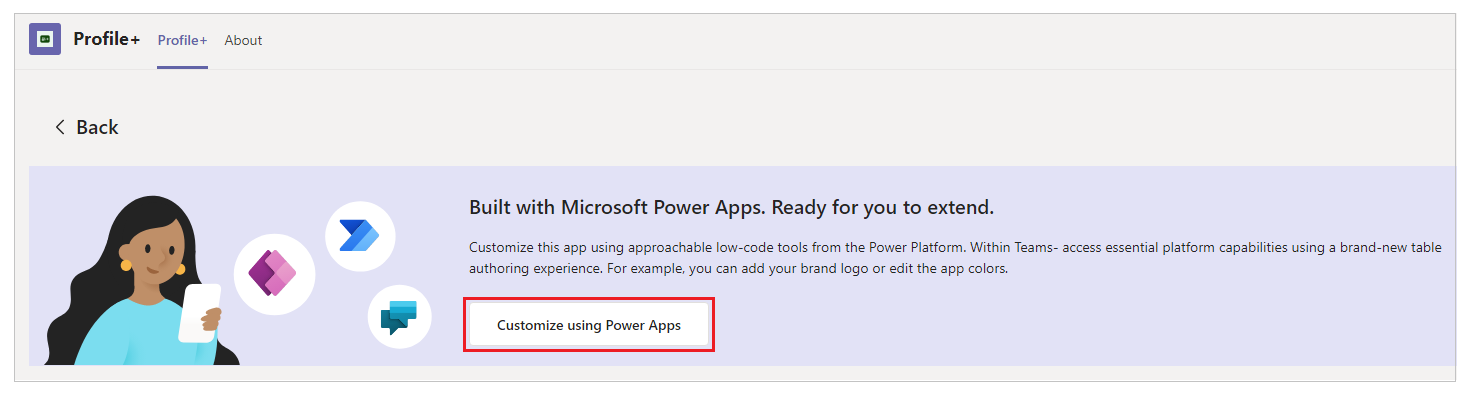 Profile+ Profile+ About
Back
Built with Microsoft Power Apps. Ready for you to extend.
Customize this app using approachable low-code tools from the Power Platform. Within Teams- access essential platform capabilities using a brand-new table
authoring experience. For example, you can add your brand logo or edit the app colors.
Customize using Power Apps